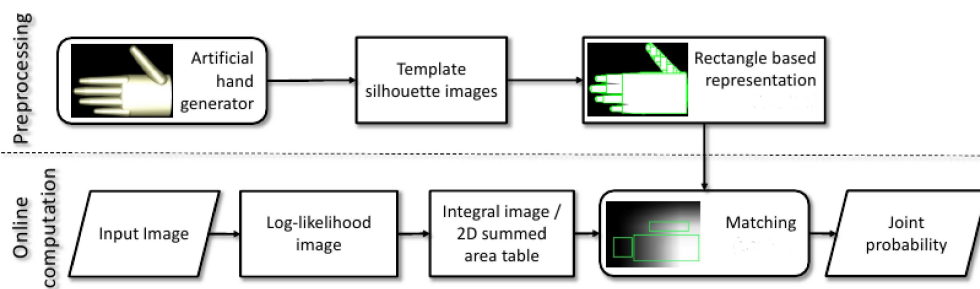 Preprocessing
Artificial
hand
generator
Template
silhouette images
Rectangle based
representation
Online
computation
Input Image
Log-likelihood
image
Integral image /
2D summed
area table
Matching
Joint
probability